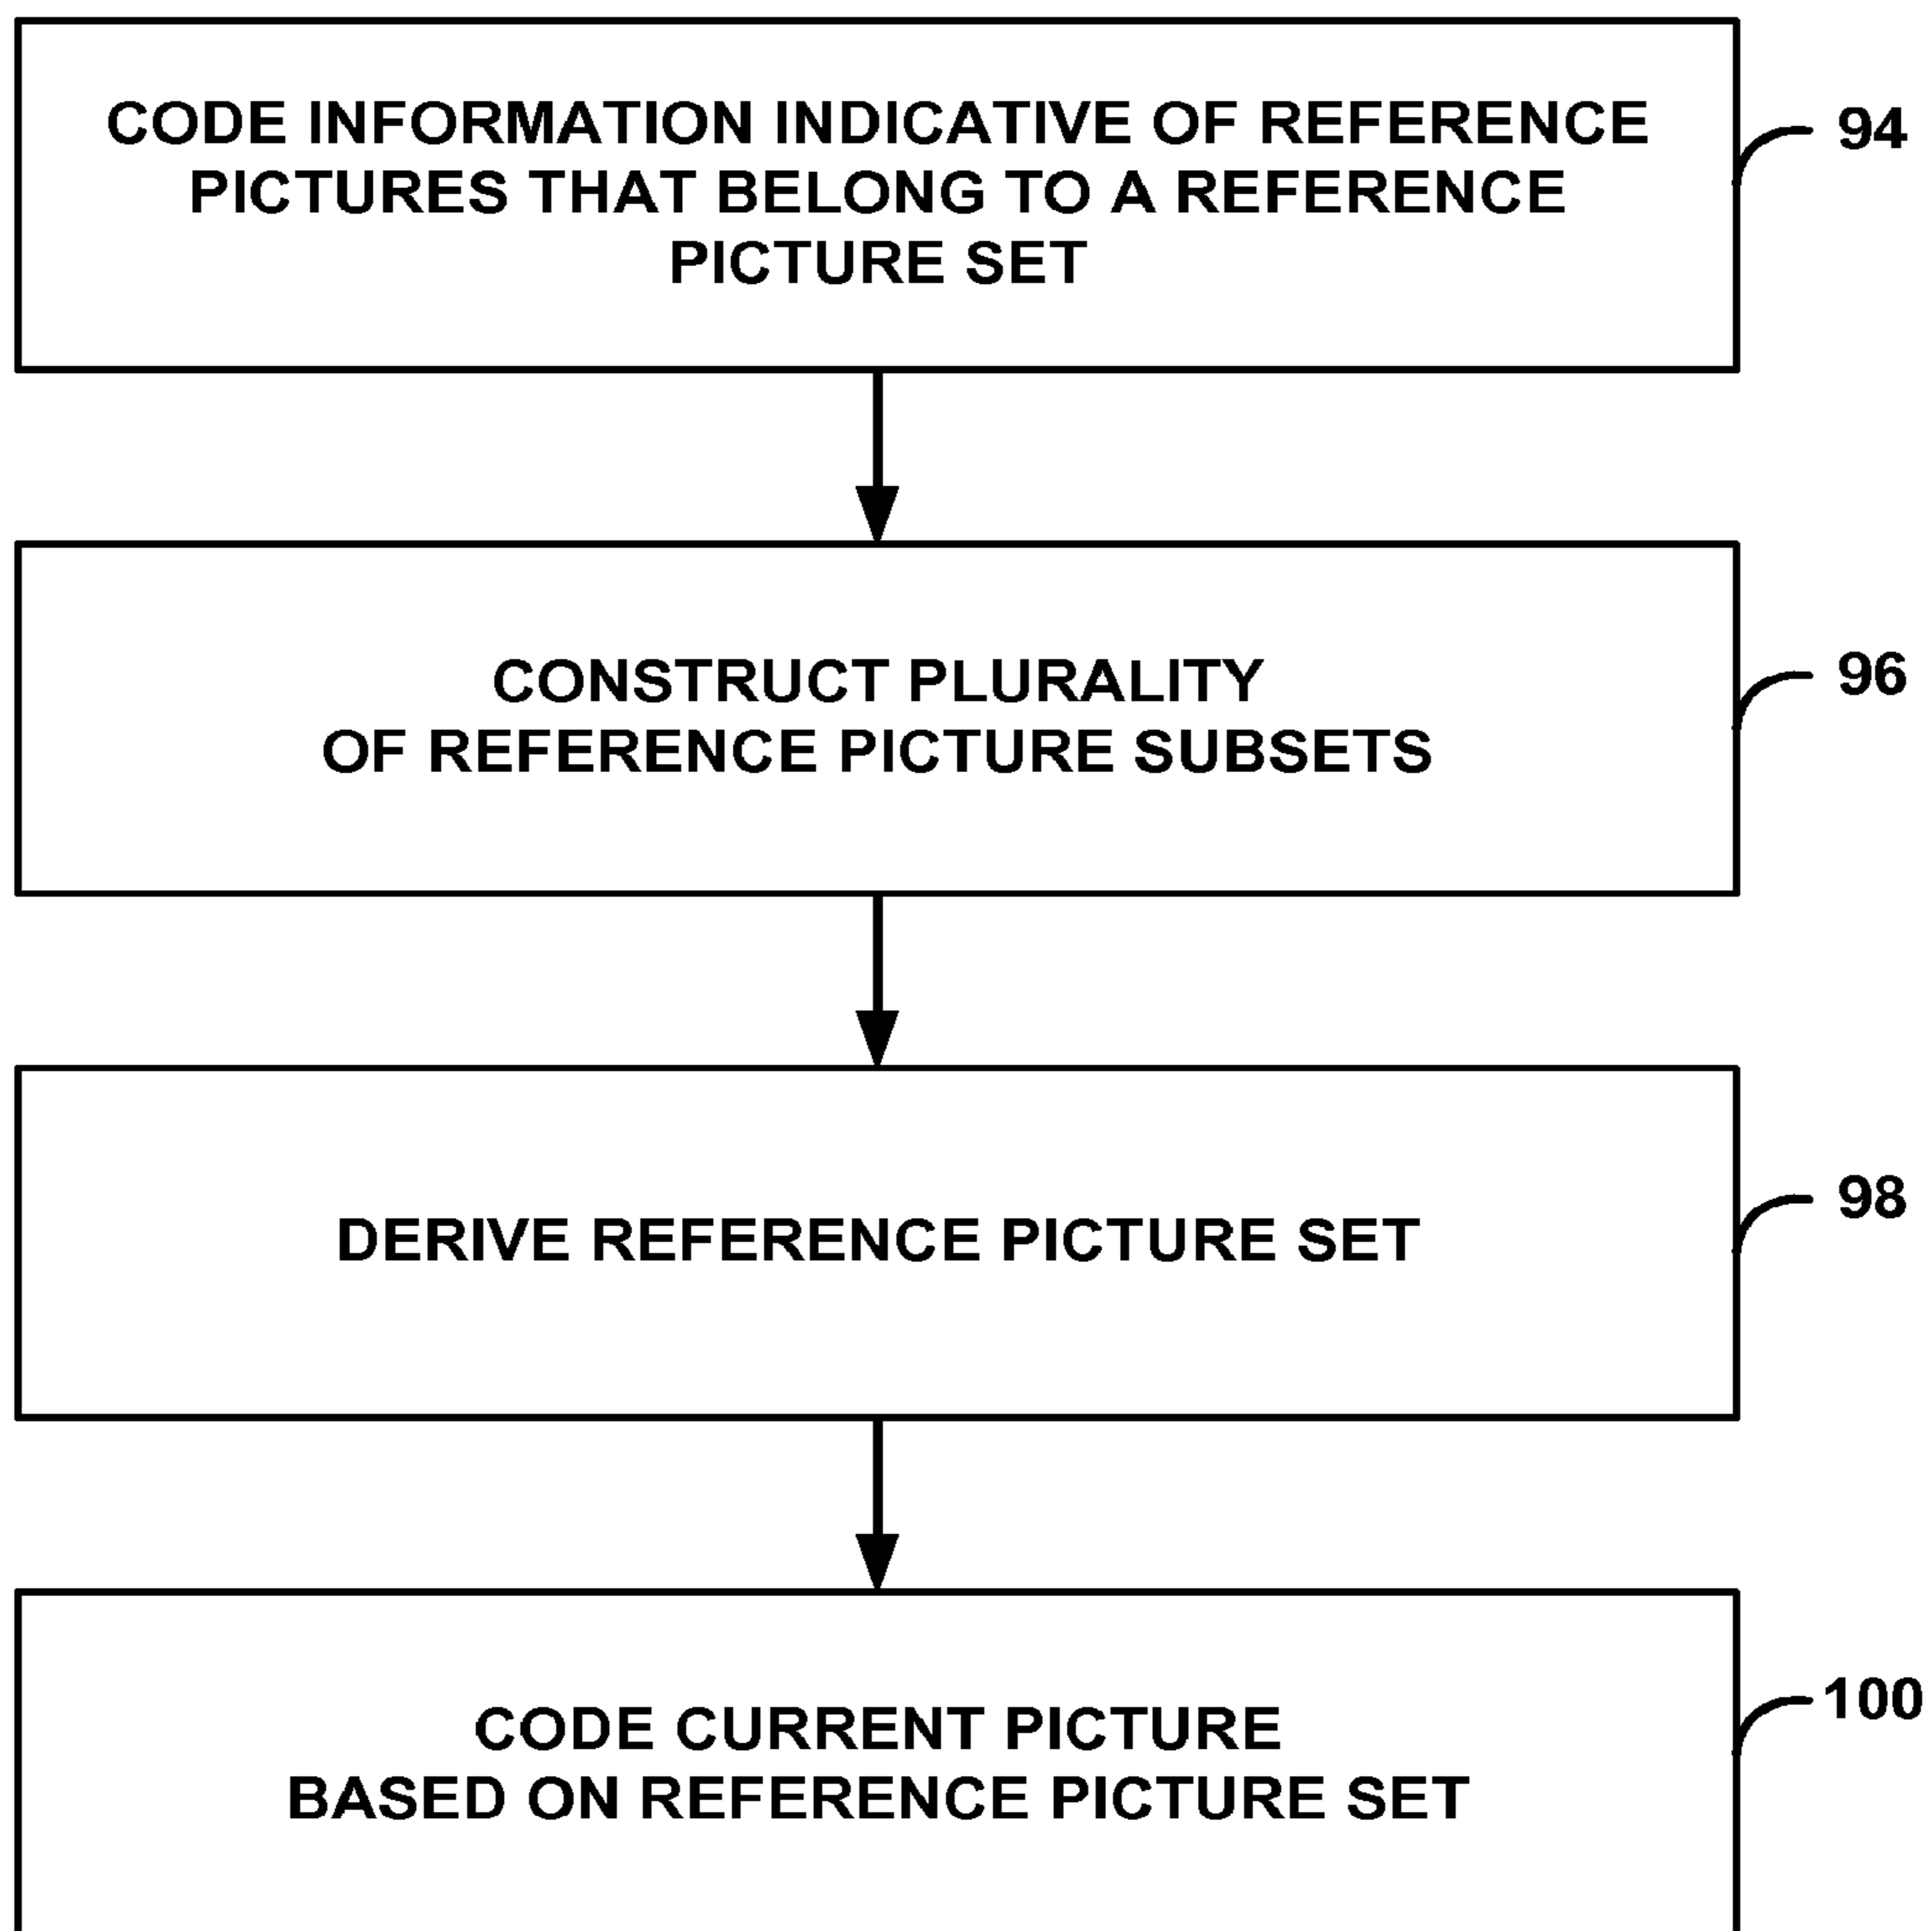 CODE INFORMATION INDICATIVE OF REFERENCE
PICTURES THAT BELONG TO A REFERENCE
PICTURE SET
94
CONSTRUCT PLURALITY
OF REFERENCE PICTURE SUBSETS
96
DERIVE REFERENCE PICTURE SET
98
CODE CURRENT PICTURE
BASED ON REFERENCE PICTURE SET
100